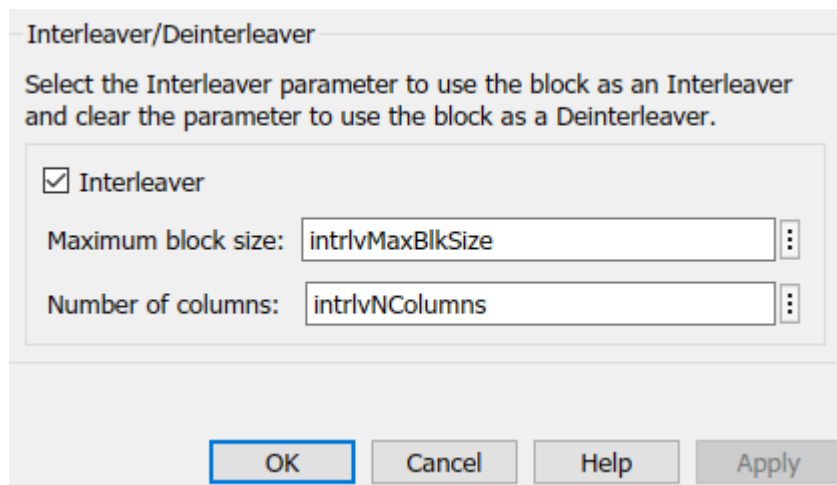 Interleaver/Deinterleaver
Select the Interleaver parameter to use the block as an Interleaver
and clear the parameter to use the block as a Deinterleaver.
Interleaver
Maximum block size: intrlvMaxBlkSize
Number of columns: intrlvNColumns
OK Cancel Help Apply